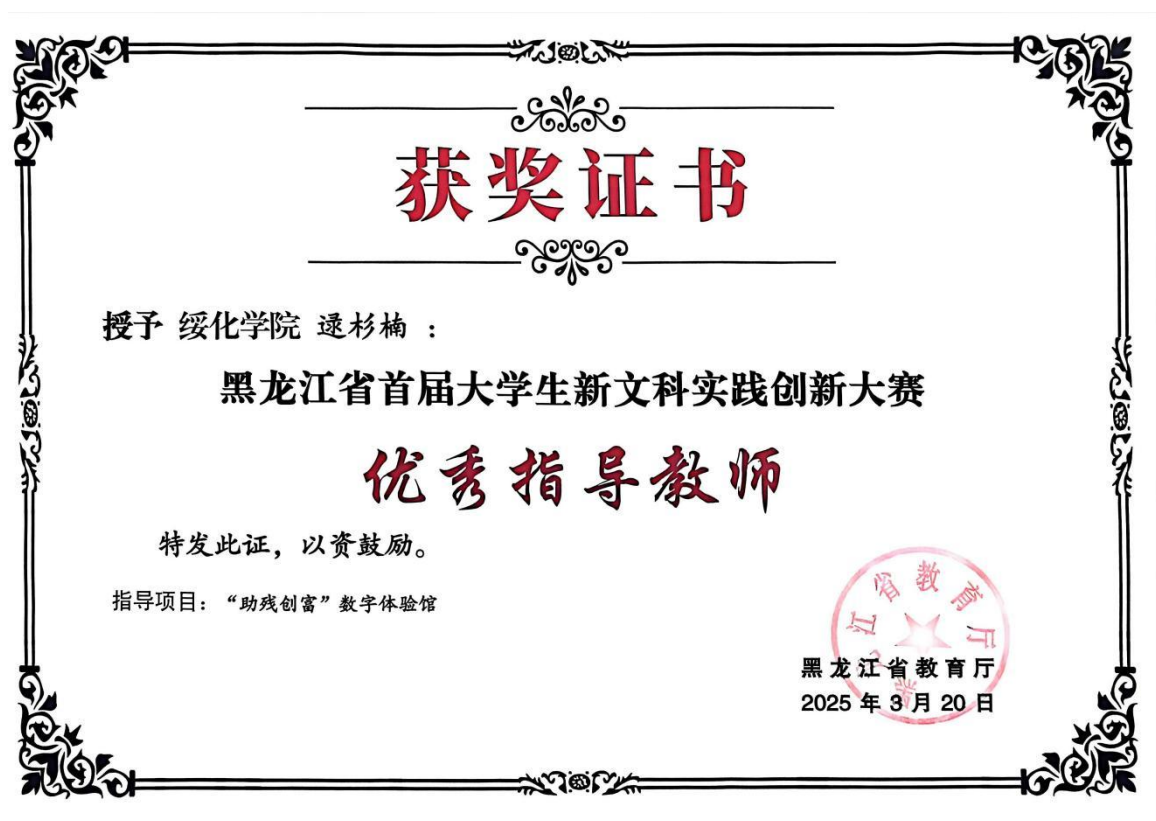 获奖证书
授予 绥化学院 逯杉楠 :
黑龙江省首届大学生新文科实践创新大赛
优秀指导教师
特发此证，以资鼓励。
指导项目：“助残创富”数字体验馆
黑龙江省教育厅
黑龙江省教育厅
2025 年 3 月 20 日